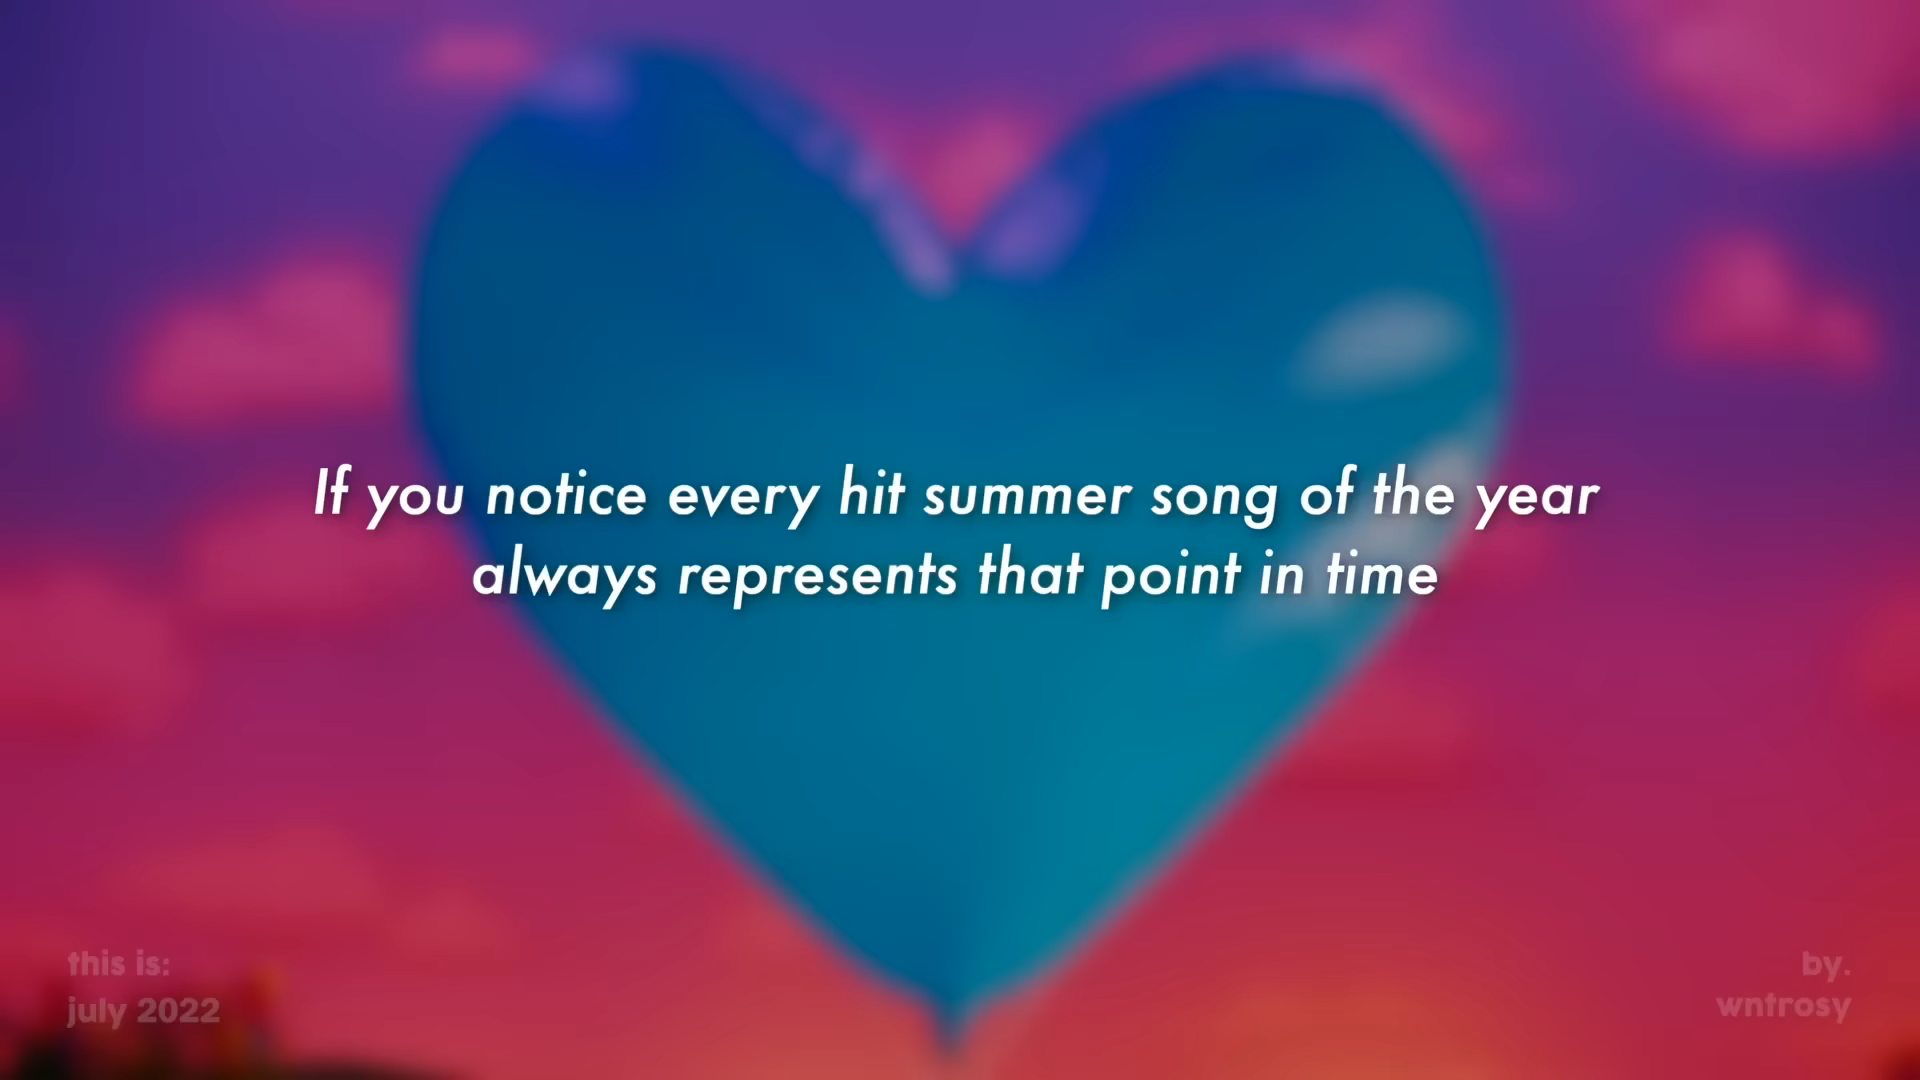 If you notice every hit summer song of the year
always represents that point in time
this is:
july 2022
by.
wntrosy